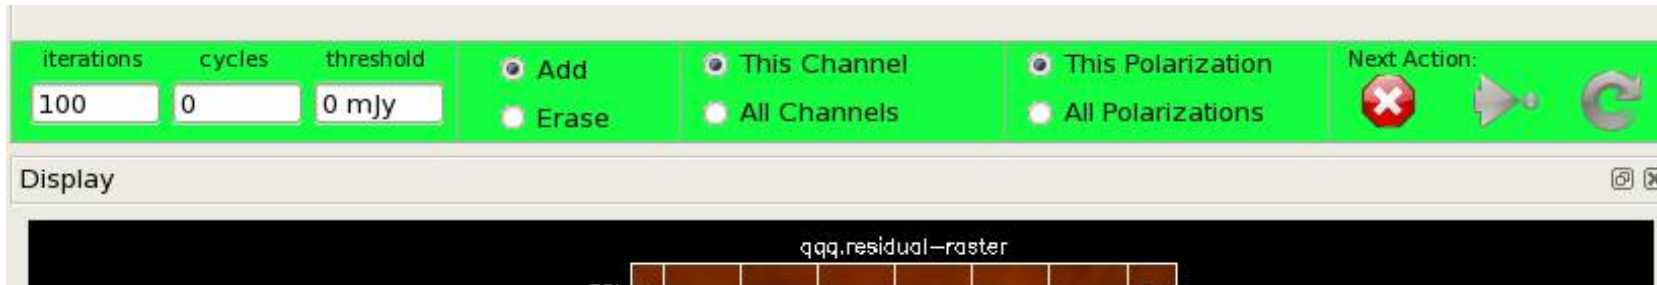 iterations cycles threshold
100 0 0 mJy
Add
Erase
This Channel
All Channels
This Polarization
All Polarizations
Next Action:
Display
qqq.residual-raster